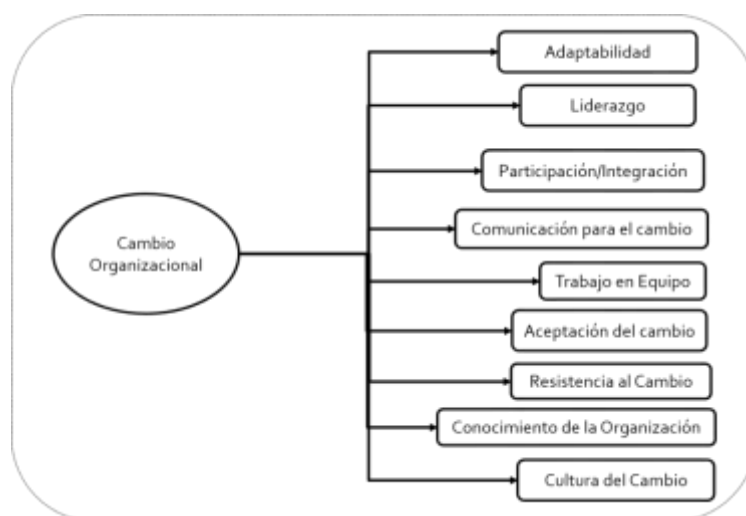 Cambio
Organizacional
Adaptabilidad
Liderazgo
Participación/Integración
Comunicación para el cambio
Trabajo en Equipo
Aceptación del cambio
Resistencia al Cambio
Conocimiento de la Organización
Cultura del Cambio